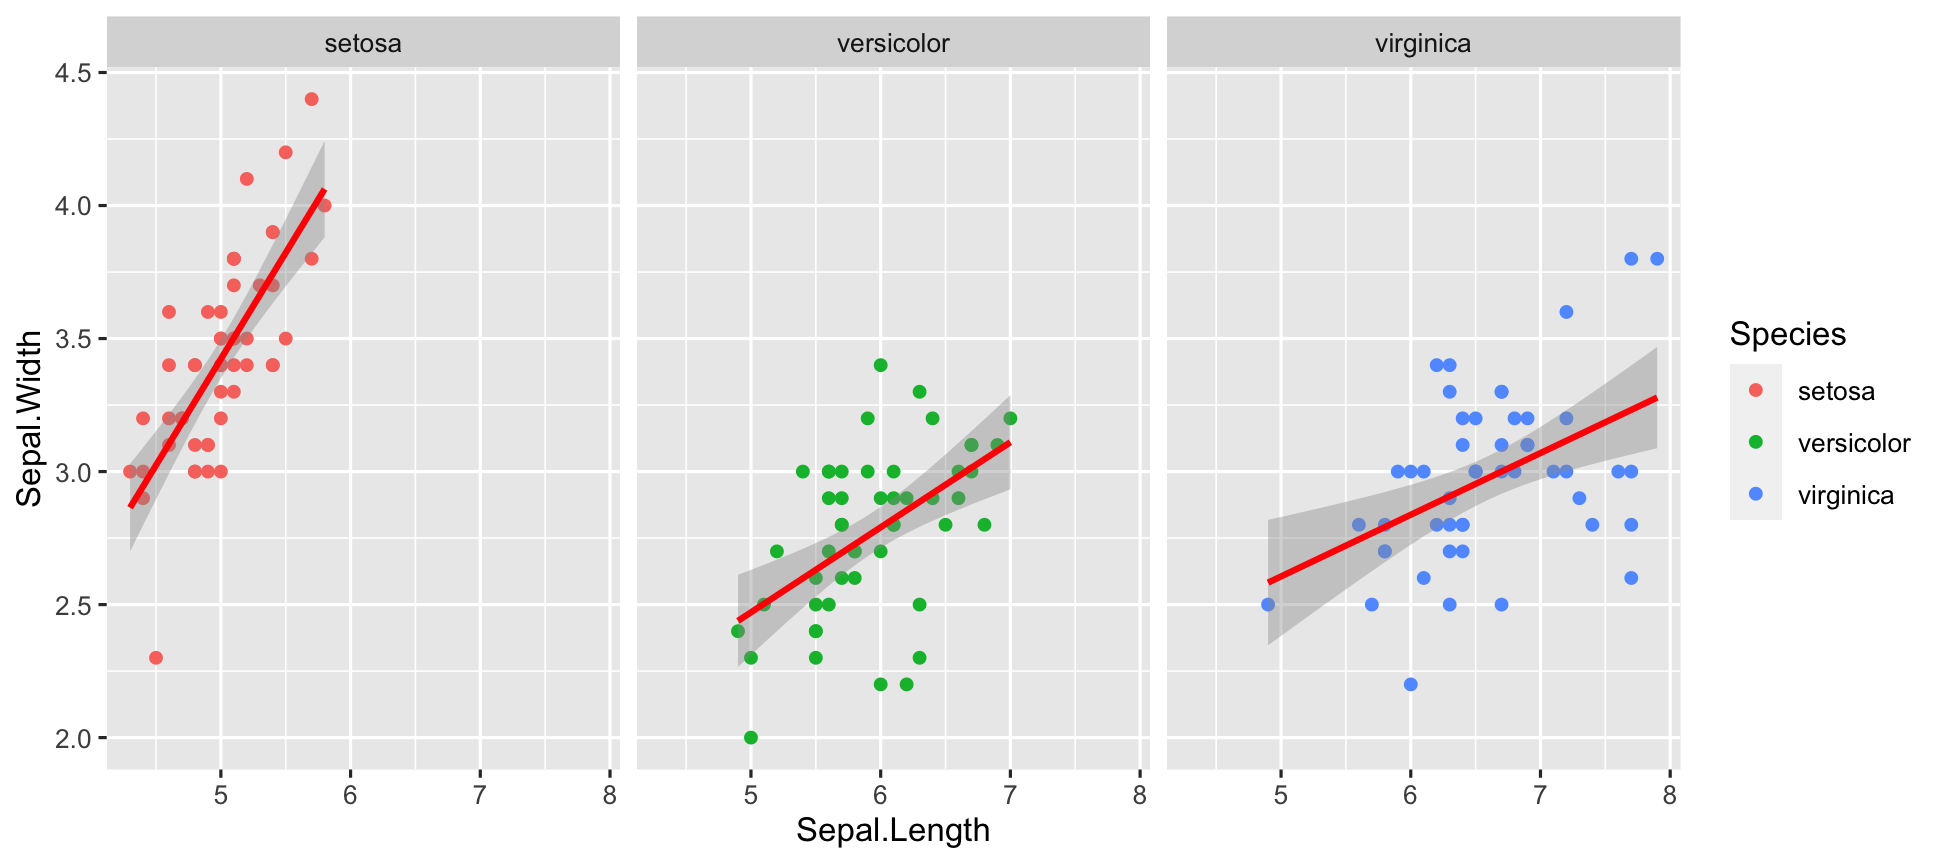 setosa
versicolor
virginica
4.5
4.0
3.5
3.0
2.5
2.0
Sepal.Width
5 6 7 8
5 6 7 8
5 6 7 8
Sepal.Length
Species
setosa
versicolor
virginica